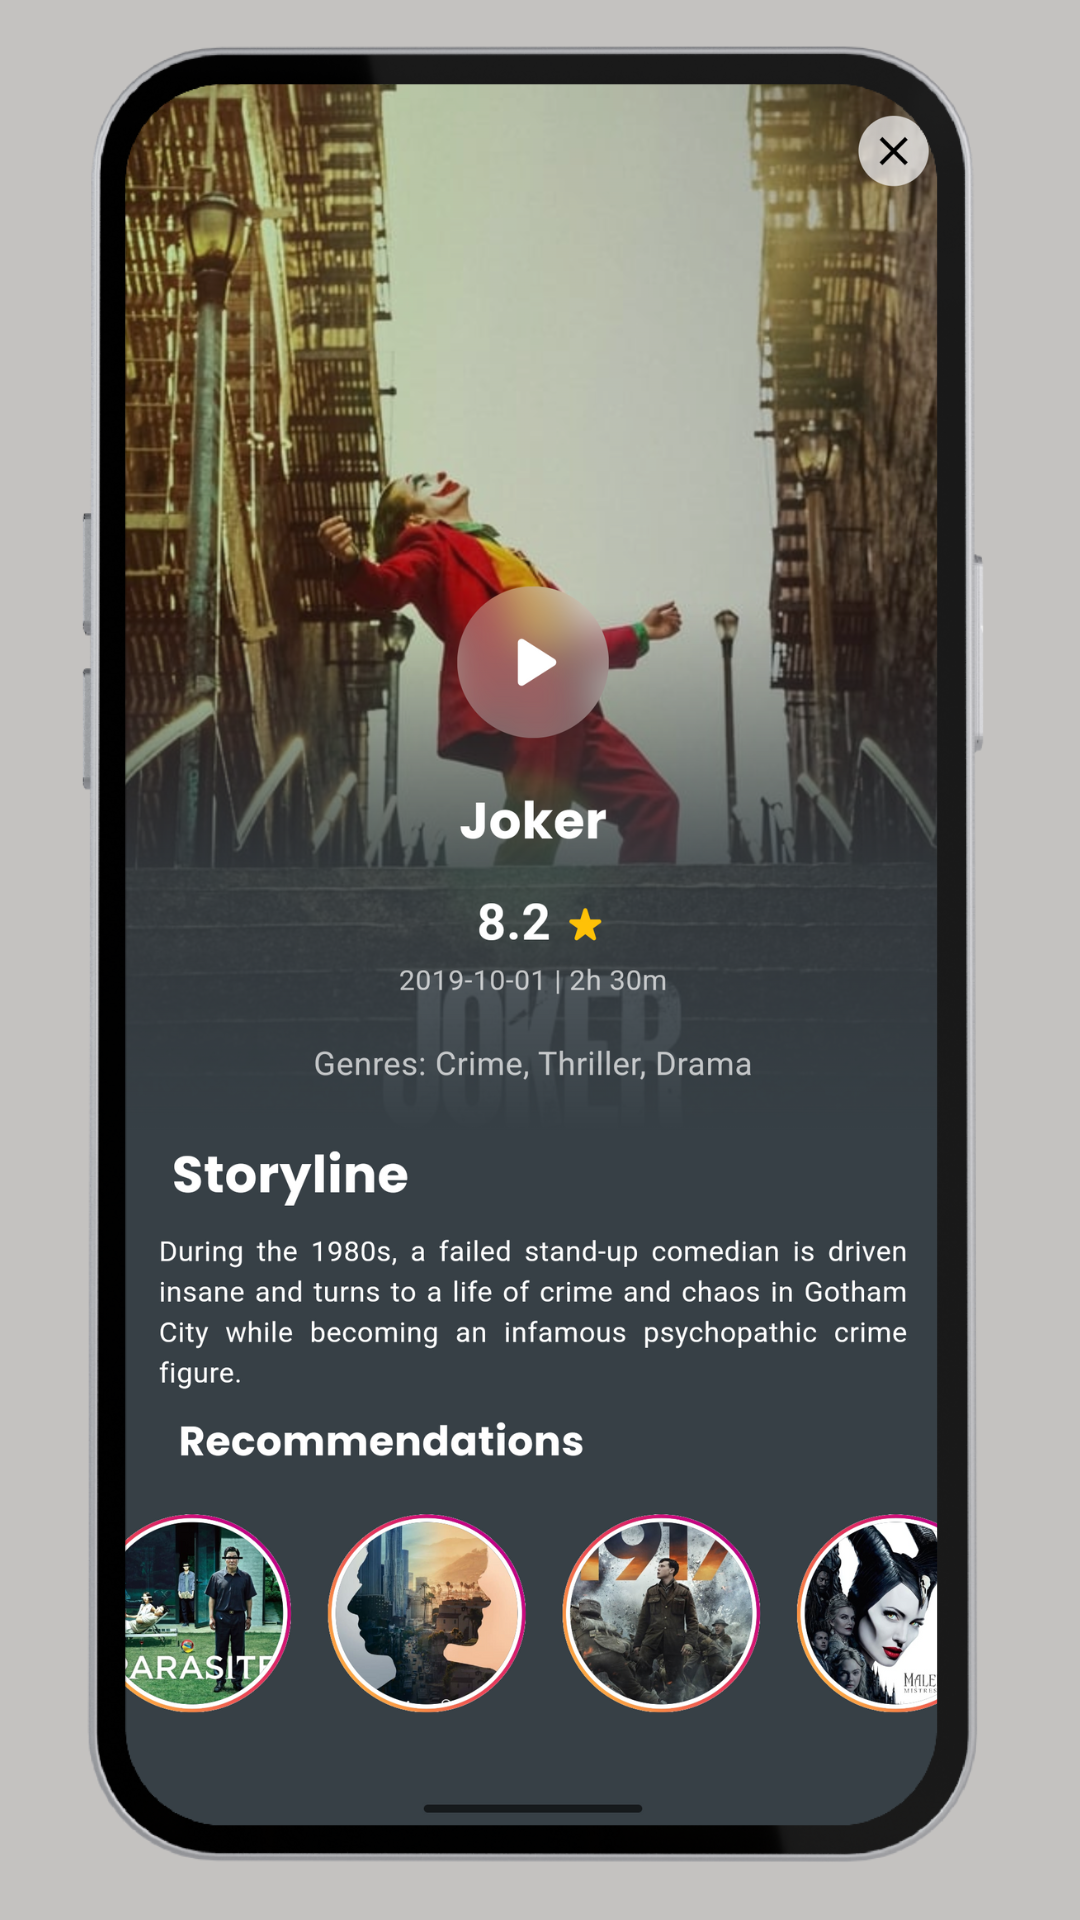 Joker
8.2
2019-10-01 | 2h 30m
JOKER
Genres: Crime, Thriller, Drama
Storyline
During the 1980s, a failed stand-up comedian is driven
insane and turns to a life of crime and chaos in Gotham
City while becoming an infamous psychopathic crime
figure.
Recommendations
1917
PARASITE
MALE
MISTRES